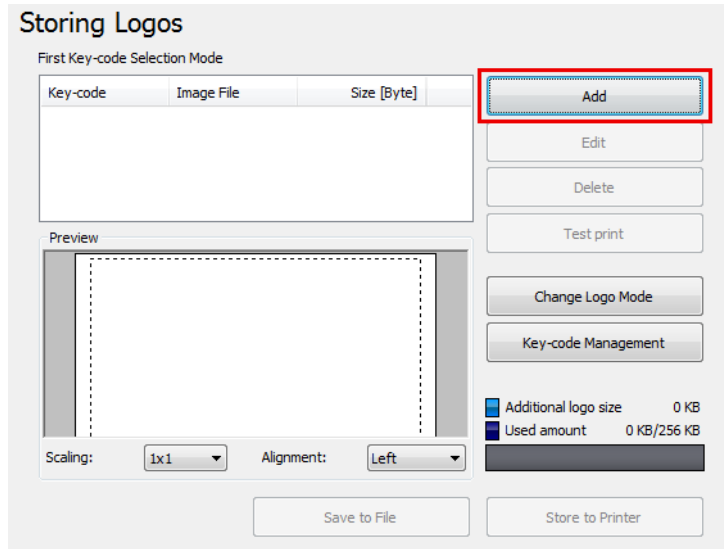 Storing Logos
First Key-code Selection Mode
Key-code Image File Size [Byte]
Add
Edit
Delete
Test print
Preview
Change Logo Mode
Key-code Management
Additional logo size 0 KB
Used amount 0 KB/256 KB
Scaling: 1x1 Alignment: Left
Save to File Store to Printer